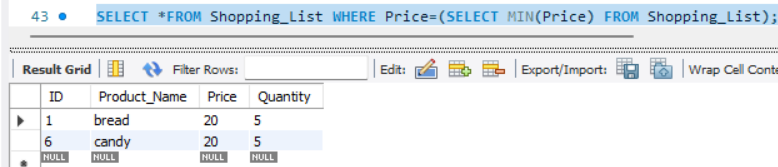 43 SELECT *FROM Shopping_List WHERE Price=(SELECT MIN(Price) FROM Shopping_List);
Result Grid Filter Rows: Edit: Export/Import: Wrap Cell Conte
ID Product_Name Price Quantity
1 bread 20 5
6 candy 20 5
NULL NULL NULL NULL